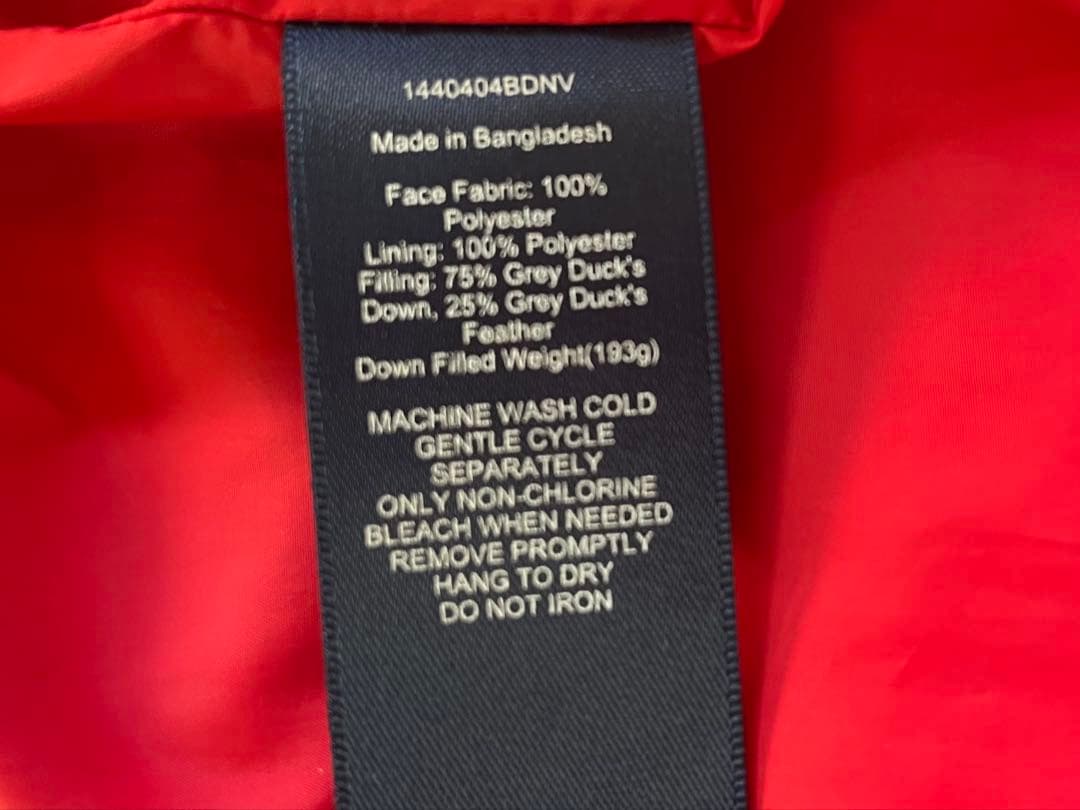 1440404BDNV
Made in Bangladesh
Face Fabric: 100%
Polyester
Lining: 100% Polyester
Filling: 75% Grey Duck's
Down, 25% Grey Duck's
Feather
Down Filled Weight(193g)
MACHINE WASH COLD
GENTLE CYCLE
SEPARATELY
ONLY NON-CHLORINE
BLEACH WHEN NEEDED
REMOVE PROMPTLY
HANG TO DRY
DO NOT IRON